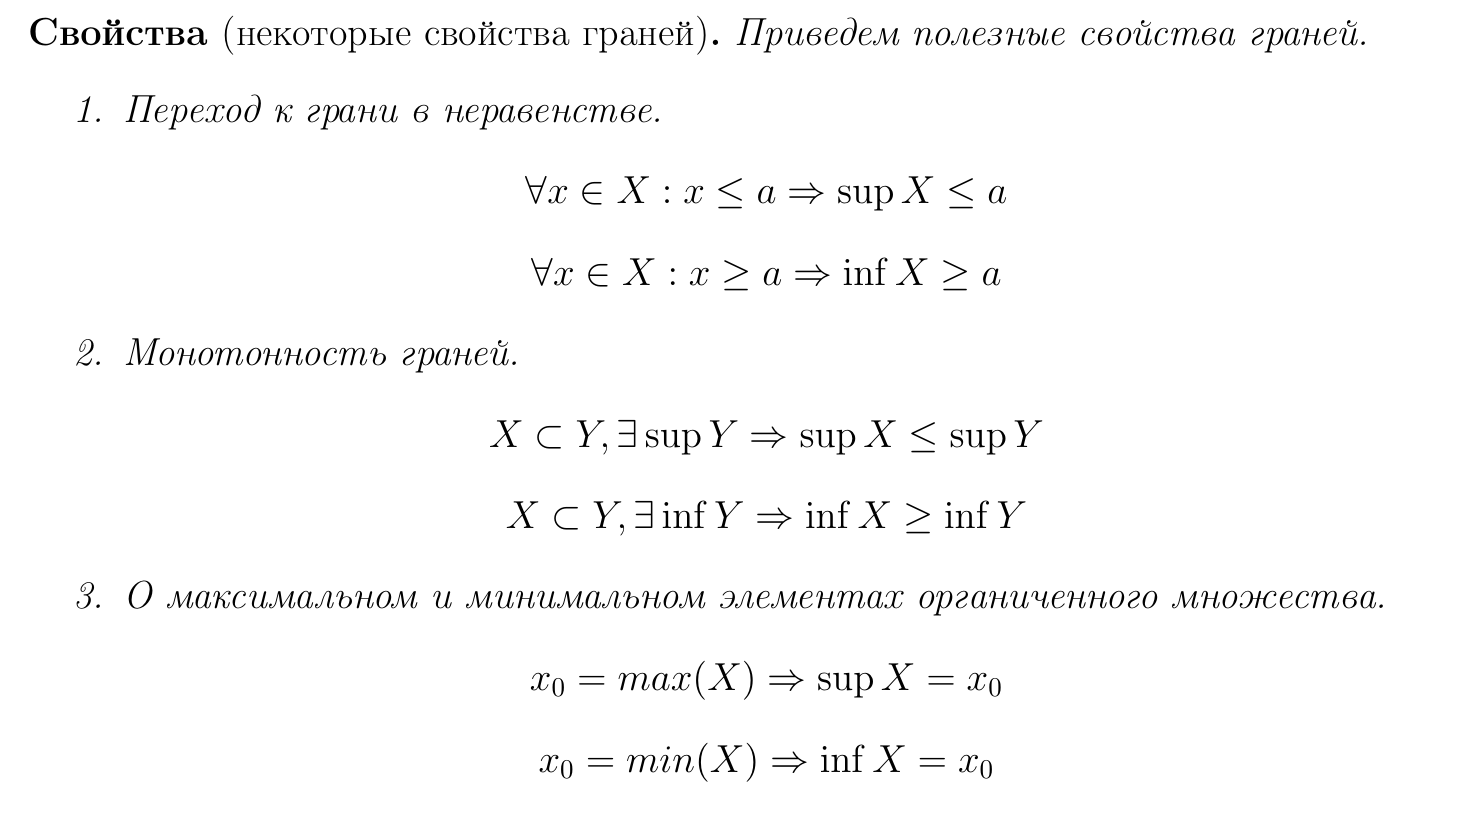 Свойства (некоторые свойства граней). Приведем полезные свойства граней.
1. Переход к грани в неравенстве.
∀x ∈ X : x ≤ a ⇒ sup X ≤ a
∀x ∈ X : x ≥ a ⇒ inf X ≥ a
2. Монотонность граней.
X ⊂ Y, ∃ sup Y ⇒ sup X ≤ sup Y
X ⊂ Y, ∃ inf Y ⇒ inf X ≥ inf Y
3. О максимальном и минимальном элементах органиченного множества.
x₀ = max(X) ⇒ sup X = x₀
x₀ = min(X) ⇒ inf X = x₀